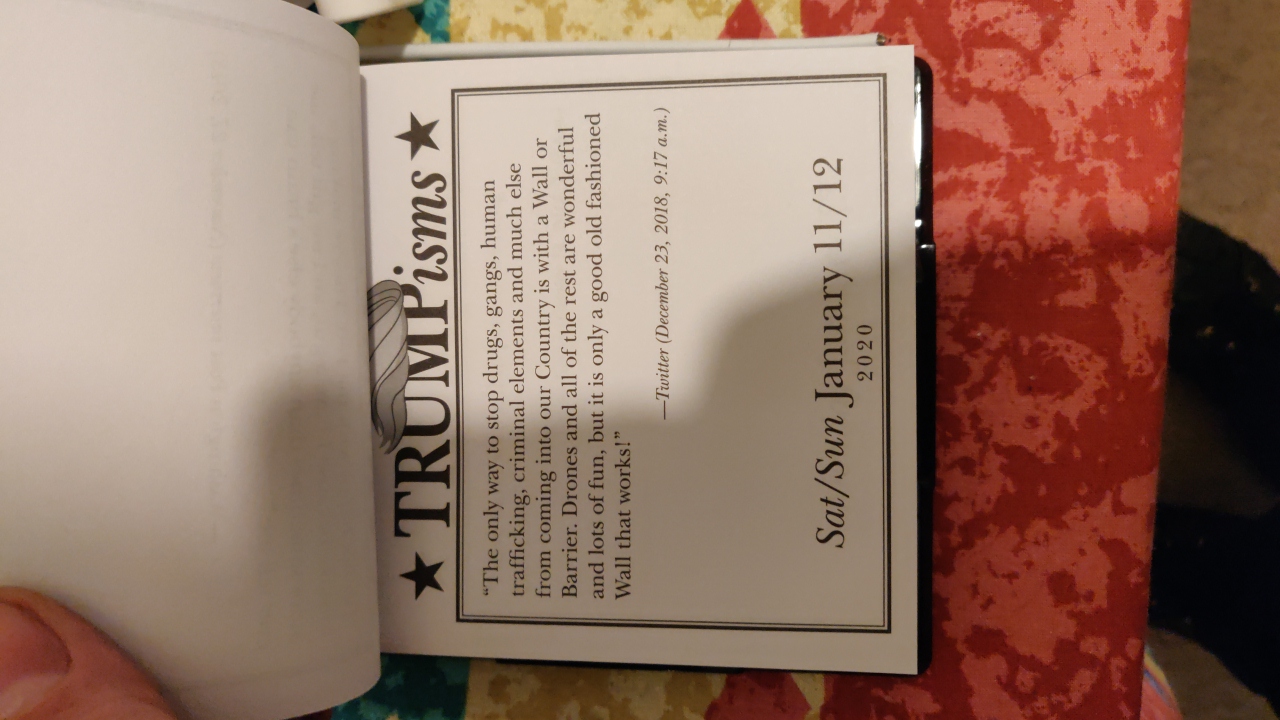 ★ TRUMPisms ★
“The only way to stop drugs, gangs, human
trafficking, criminal elements and much else
from coming into our Country is with a Wall or
Barrier. Drones and all of the rest are wonderful
and lots of fun, but it is only a good old fashioned
Wall that works!”
—Twitter (December 23, 2018, 9:17 a.m.)
Sat/Sun January 11/12
2020